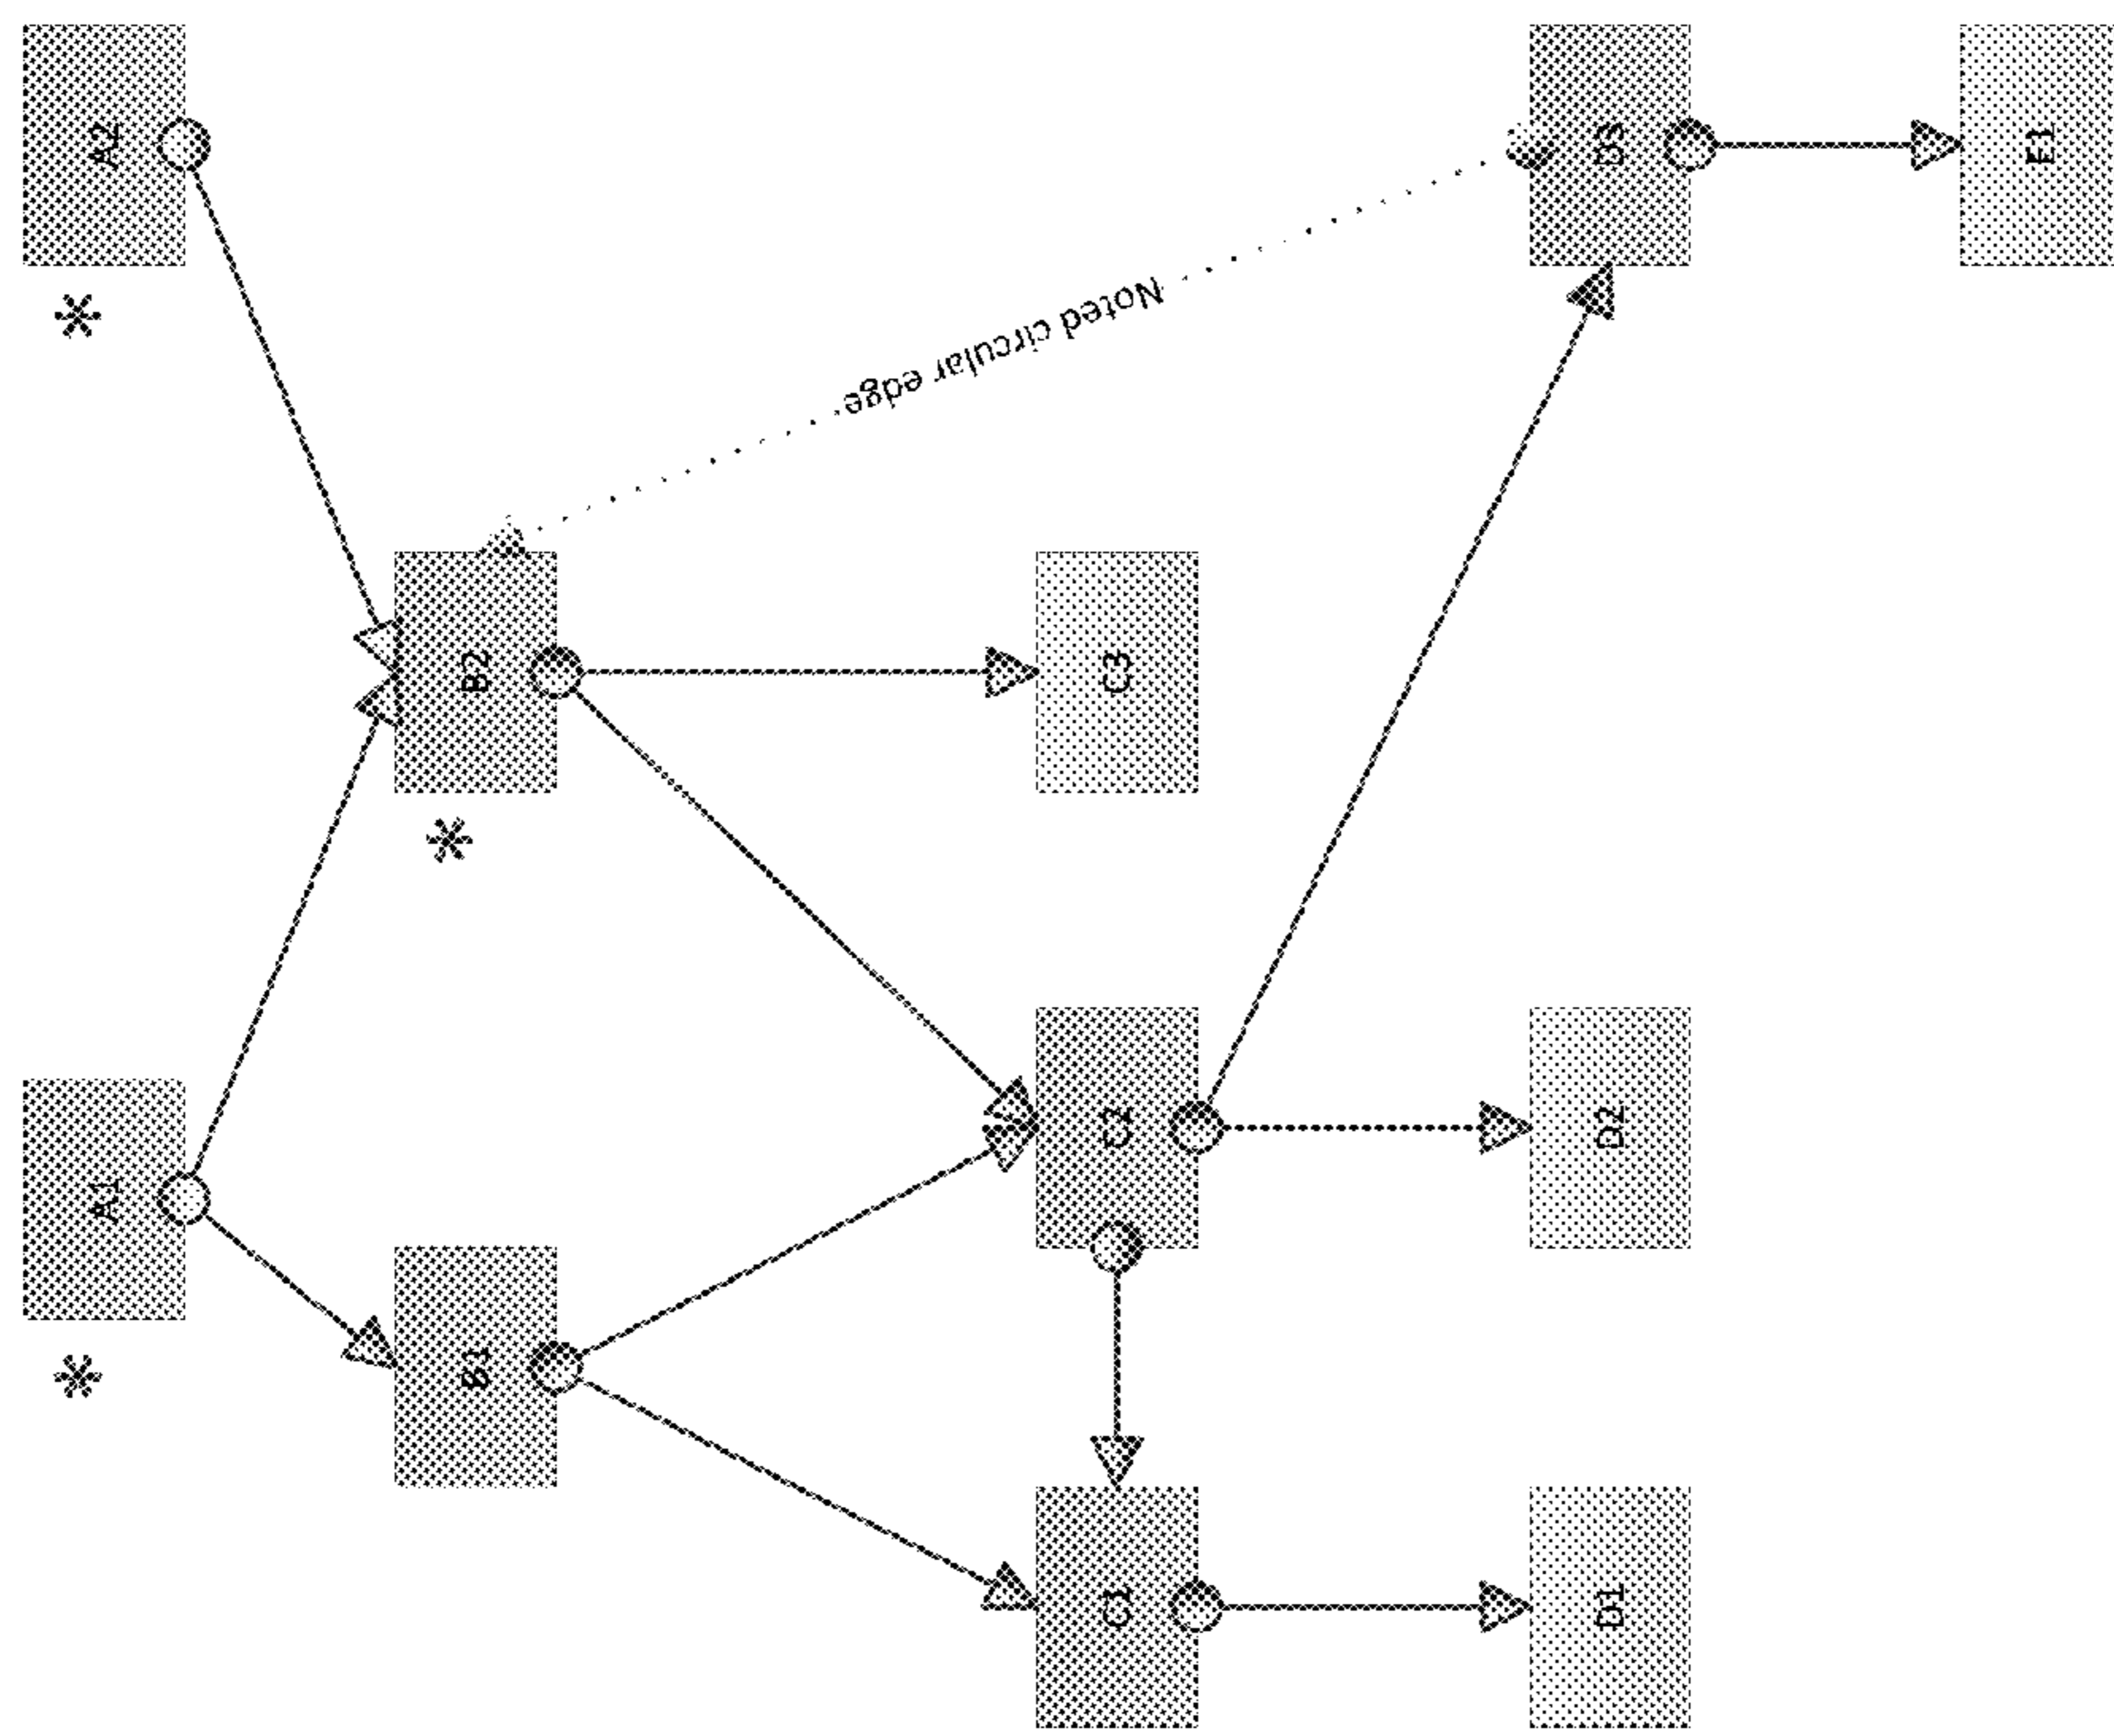 A1
*
A2
*
B1
B2
*
Noted circular edge
C1
C2
C3
D1
D2
D3
E1